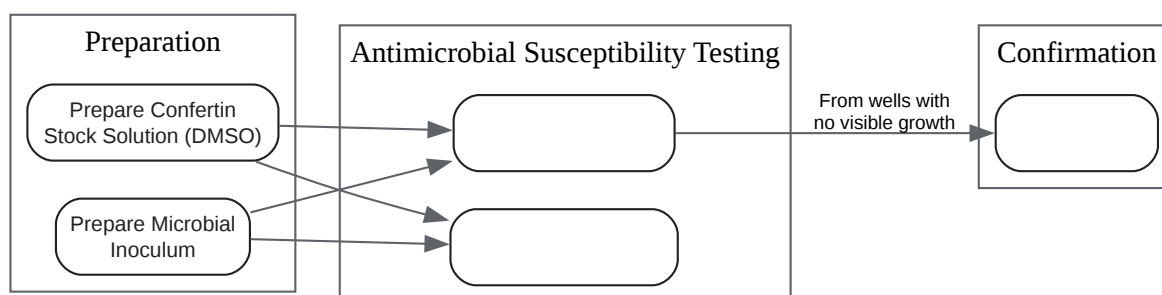 Preparation
Prepare Confertin
Stock Solution (DMSO)
Prepare Microbial
Inoculum
Antimicrobial Susceptibility Testing
From wells with
no visible growth
Confirmation